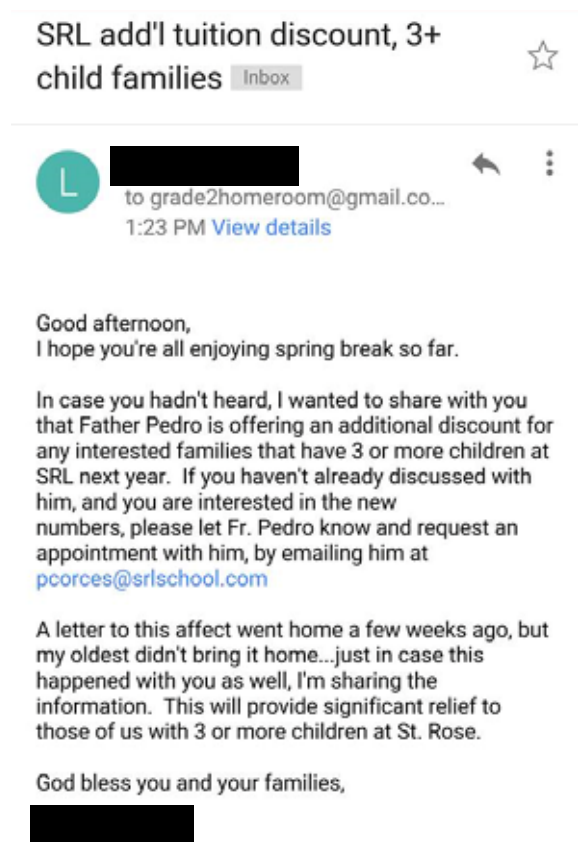 SRL add'l tuition discount, 3+
child families Inbox
L
to grade2homeroom@gmail.co...
1:23 PM View details
Good afternoon,
I hope you're all enjoying spring break so far.
In case you hadn't heard, I wanted to share with you
that Father Pedro is offering an additional discount for
any interested families that have 3 or more children at
SRL next year.  If you haven't already discussed with
him, and you are interested in the new
numbers, please let Fr. Pedro know and request an
appointment with him, by emailing him at
pcorces@srlschool.com
A letter to this affect went home a few weeks ago, but
my oldest didn't bring it home...just in case this
happened with you as well, I'm sharing the
information.  This will provide significant relief to
those of us with 3 or more children at St. Rose.
God bless you and your families,